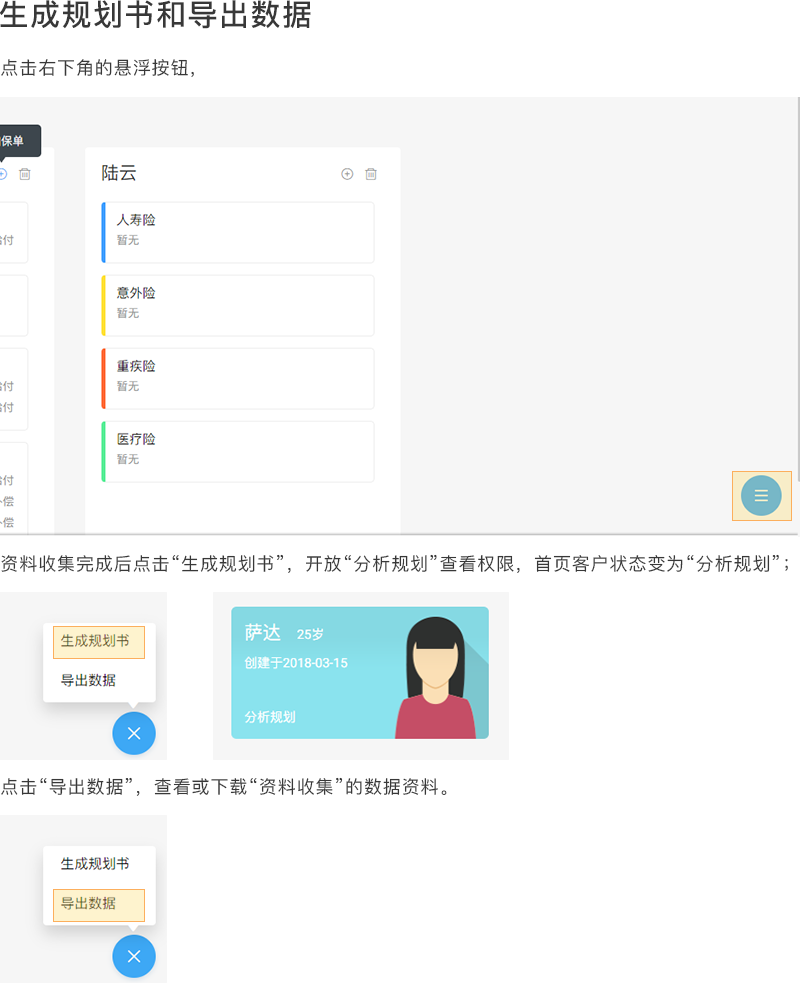 生成规划书和导出数据
点击右下角的悬浮按钮，
保单
陆云
人寿险
暂无
给付
意外险
暂无
重疾险
暂无
给付
给付
医疗险
暂无
给付
补偿
补偿
资料收集完成后点击“生成规划书”，开放“分析规划”查看权限，首页客户状态变为“分析规划”；
生成规划书
导出数据
萨达 25岁
创建于2018-03-15
分析规划
点击“导出数据”，查看或下载“资料收集”的数据资料。
生成规划书
导出数据